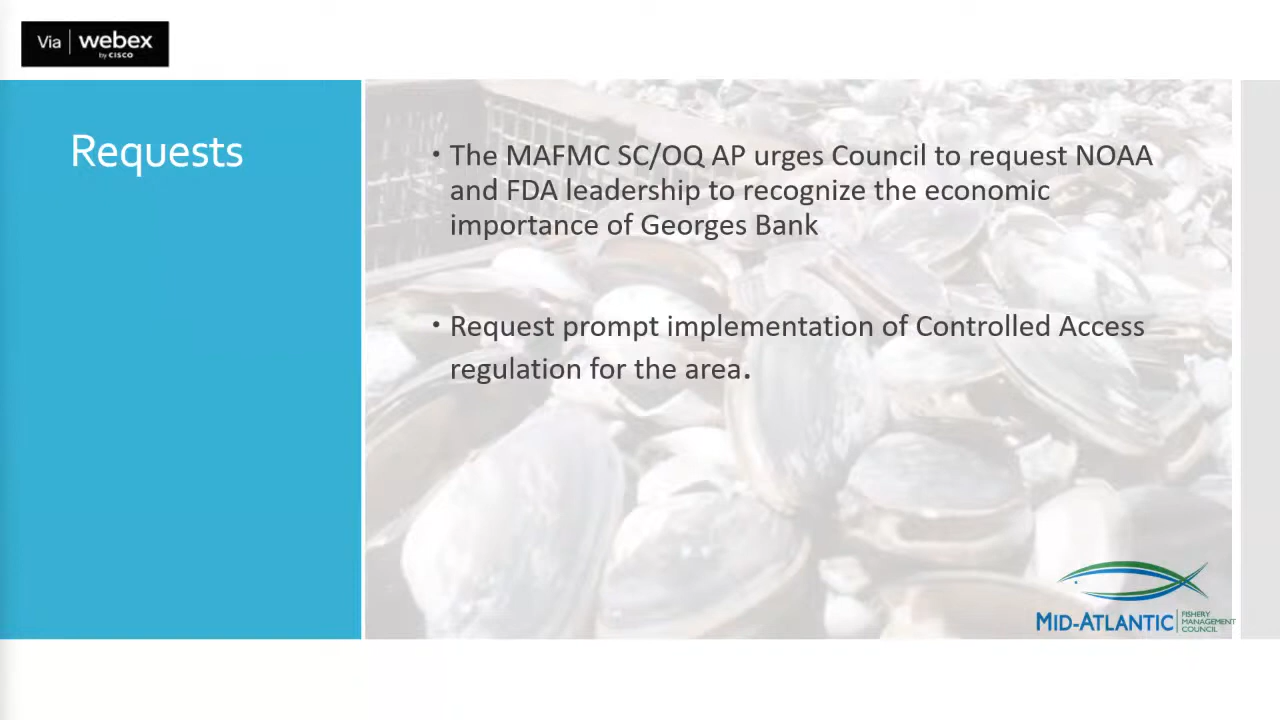 Via | webex
by CISCO
Requests
• The MAFMC SC/OQ AP urges Council to request NOAA
and FDA leadership to recognize the economic
importance of Georges Bank
• Request prompt implementation of Controlled Access
regulation for the area.
MID-ATLANTIC
FISHERY
MANAGEMENT
COUNCIL